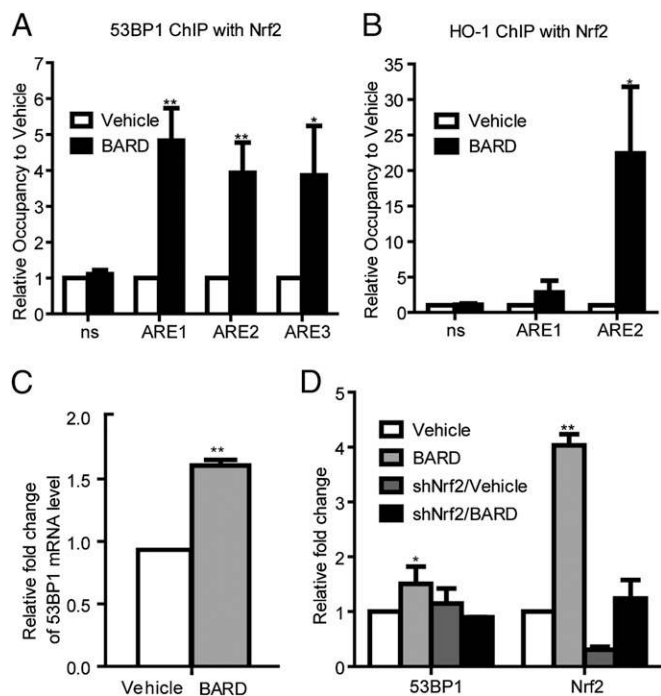 A
53BP1 ChIP with Nrf2
Relative Occupancy to Vehicle
7
6
5
4
3
2
1
0
Vehicle
BARD
**
**
*
ns
ARE1
ARE2
ARE3
B
HO-1 ChIP with Nrf2
Relative Occupancy to Vehicle
35
30
25
20
15
10
5
0
Vehicle
BARD
*
ns
ARE1
ARE2
C
Relative fold change
of 53BP1 mRNA level
2.0
1.5
1.0
0.5
0.0
**
Vehicle
BARD
D
Relative fold change
5
4
3
2
1
0
Vehicle
BARD
shNrf2/Vehicle
shNrf2/BARD
*
**
53BP1
Nrf2